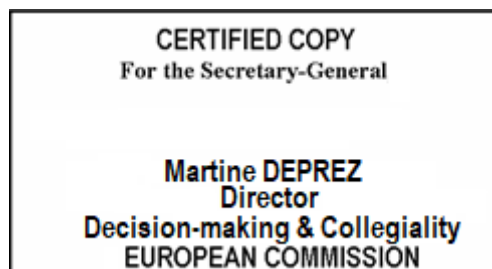 CERTIFIED COPY
For the Secretary-General
Martine DEPREZ
Director
Decision-making & Collegiality
EUROPEAN COMMISSION